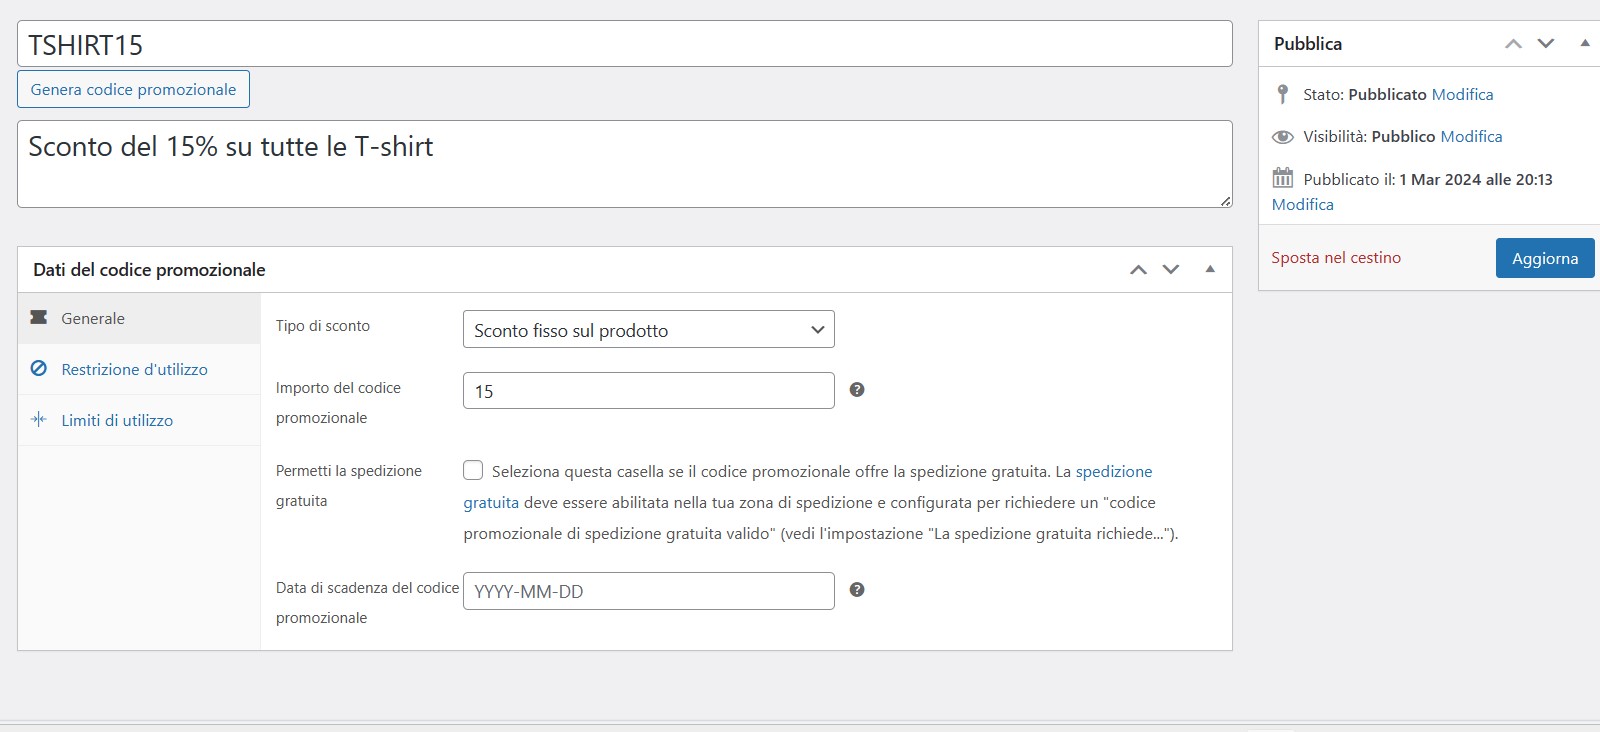 TSHIRT15
Genera codice promozionale
Sconto del 15% su tutte le T-shirt
Dati del codice promozionale
Generale
Restrizione d'utilizzo
Limiti di utilizzo
Tipo di sconto
Sconto fisso sul prodotto
Importo del codice
promozionale
15
Permetti la spedizione
gratuita
Seleziona questa casella se il codice promozionale offre la spedizione gratuita. La spedizione
gratuita deve essere abilitata nella tua zona di spedizione e configurata per richiedere un "codice
promozionale di spedizione gratuita valido" (vedi l'impostazione "La spedizione gratuita richiede...").
Data di scadenza del codice
promozionale
YYYY-MM-DD
Pubblica
Stato: Pubblicato Modifica
Visibilità: Pubblico Modifica
Pubblicato il: 1 Mar 2024 alle 20:13
Modifica
Sposta nel cestino
Aggiorna